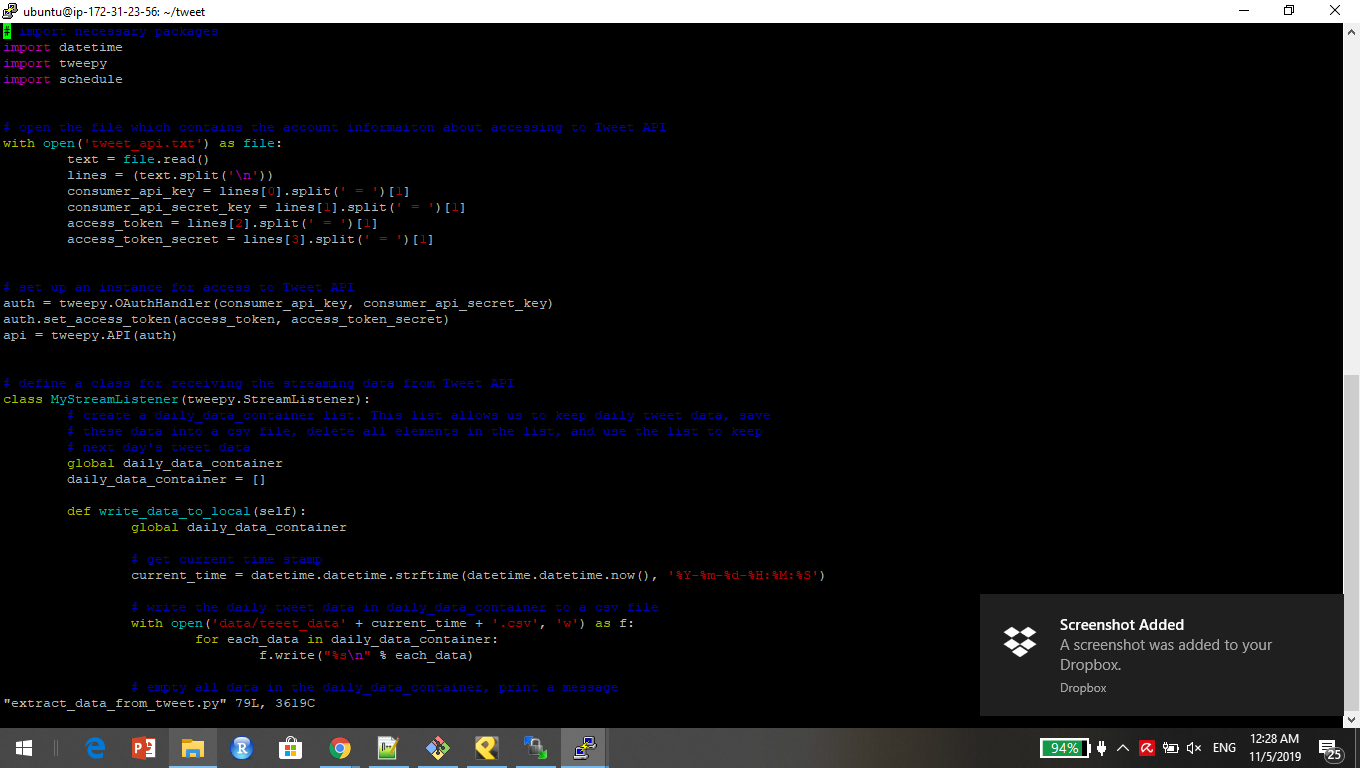 ubuntu@ip-172-31-23-56: ~/tweet
# import necessary packages
import datetime
import tweepy
import schedule
# open the file which contains the account informaiton about accessing to Tweet API
with open('tweet_api.txt') as file:
text = file.read()
lines = (text.split('\n'))
consumer_api_key = lines[0].split(' = ')[1]
consumer_api_secret_key = lines[1].split(' = ')[1]
access_token = lines[2].split(' = ')[1]
access_token_secret = lines[3].split(' = ')[1]
# set up an instance for access to Tweet API
auth = tweepy.OAuthHandler(consumer_api_key, consumer_api_secret_key)
auth.set_access_token(access_token, access_token_secret)
api = tweepy.API(auth)
# define a class for receiving the streaming data from Tweet API
class MyStreamListener(tweepy.StreamListener):
# create a daily_data_container list. This list allows us to keep daily tweet data, save
# these data into a csv file, delete all elements in the list, and use the list to keep
# next day's tweet data
global daily_data_container
daily_data_container = []
def write_data_to_local(self):
global daily_data_container
# get current time stamp
current_time = datetime.datetime.strftime(datetime.datetime.now(), '%Y-%m-%d-%H:%M:%S')
# write the daily tweet data in daily_data_container to a csv file
with open('data/teeet_data' + current_time + '.csv', 'w') as f:
for each_data in daily_data_container:
f.write("%s\n" % each_data)
# empty all data in the daily_data_container, print a message
"extract_data_from_tweet.py" 79L, 3619C
Screenshot Added
A screenshot was added to your
Dropbox.
Dropbox
94%
ENG
12:28 AM
11/5/2019
25